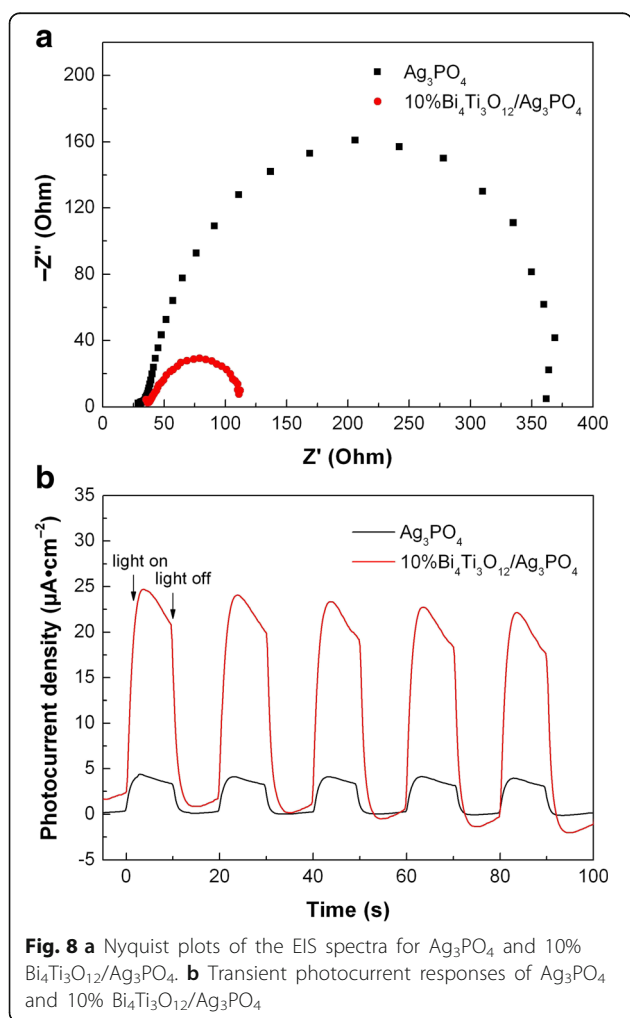 a
Ag₃PO₄
10%Bi₄Ti₃O₁₂/Ag₃PO₄
200
160
120
80
40
0
−Z'' (Ohm)
0 50 100 150 200 250 300 350 400
Z' (Ohm)
b
Ag₃PO₄
10%Bi₄Ti₃O₁₂/Ag₃PO₄
light on
light off
35
30
25
20
15
10
5
0
-5
Photocurrent density (µA•cm⁻²)
0 20 40 60 80 100
Time (s)
Fig. 8 a Nyquist plots of the EIS spectra for Ag₃PO₄ and 10%
Bi₄Ti₃O₁₂/Ag₃PO₄. b Transient photocurrent responses of Ag₃PO₄
and 10% Bi₄Ti₃O₁₂/Ag₃PO₄